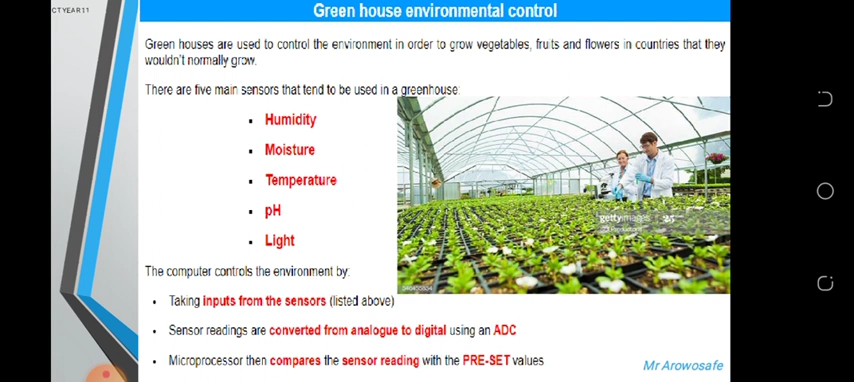 CTYEAR11
Green house environmental control
Green houses are used to control the environment in order to grow vegetables, fruits and flowers in countries that they
wouldn't normally grow.
There are five main sensors that tend to be used in a greenhouse:
▪ Humidity
▪ Moisture
▪ Temperature
▪ pH
▪ Light
gettyimages
The computer controls the environment by:
• Taking inputs from the sensors (listed above)
• Sensor readings are converted from analogue to digital using an ADC
• Microprocessor then compares the sensor reading with the PRE-SET values
Mr Arowosafe